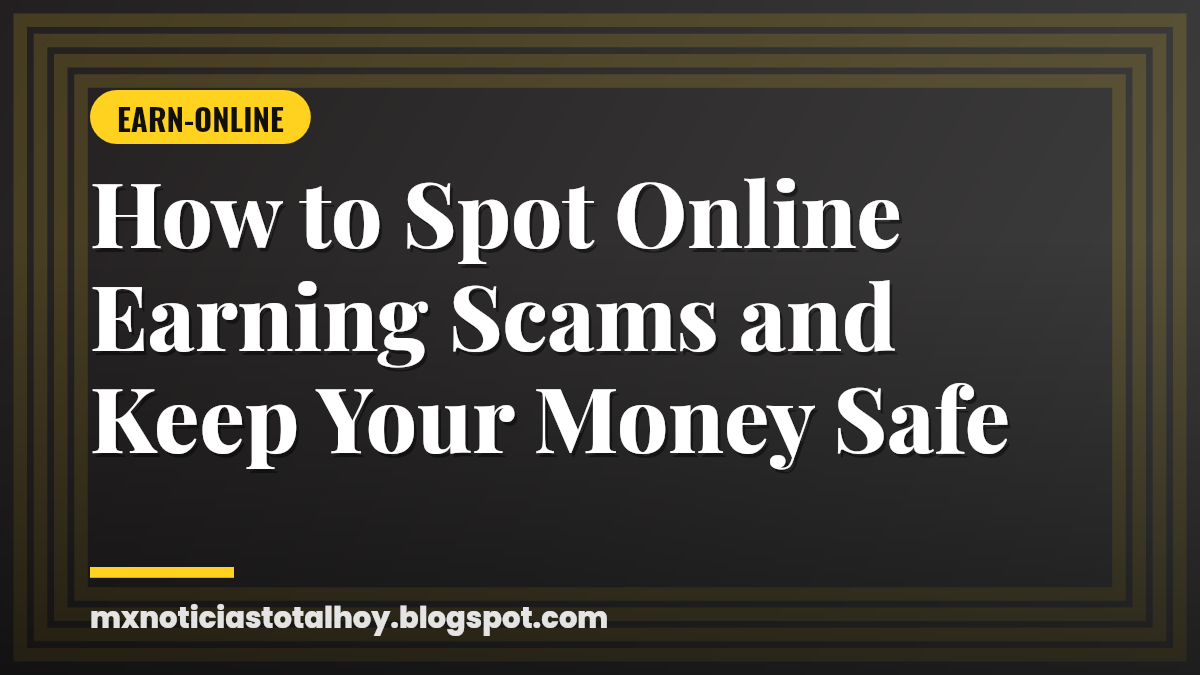 EARN-ONLINE
How to Spot Online
Earning Scams and
Keep Your Money Safe
mxnoticiastotalhoy.blogspot.com